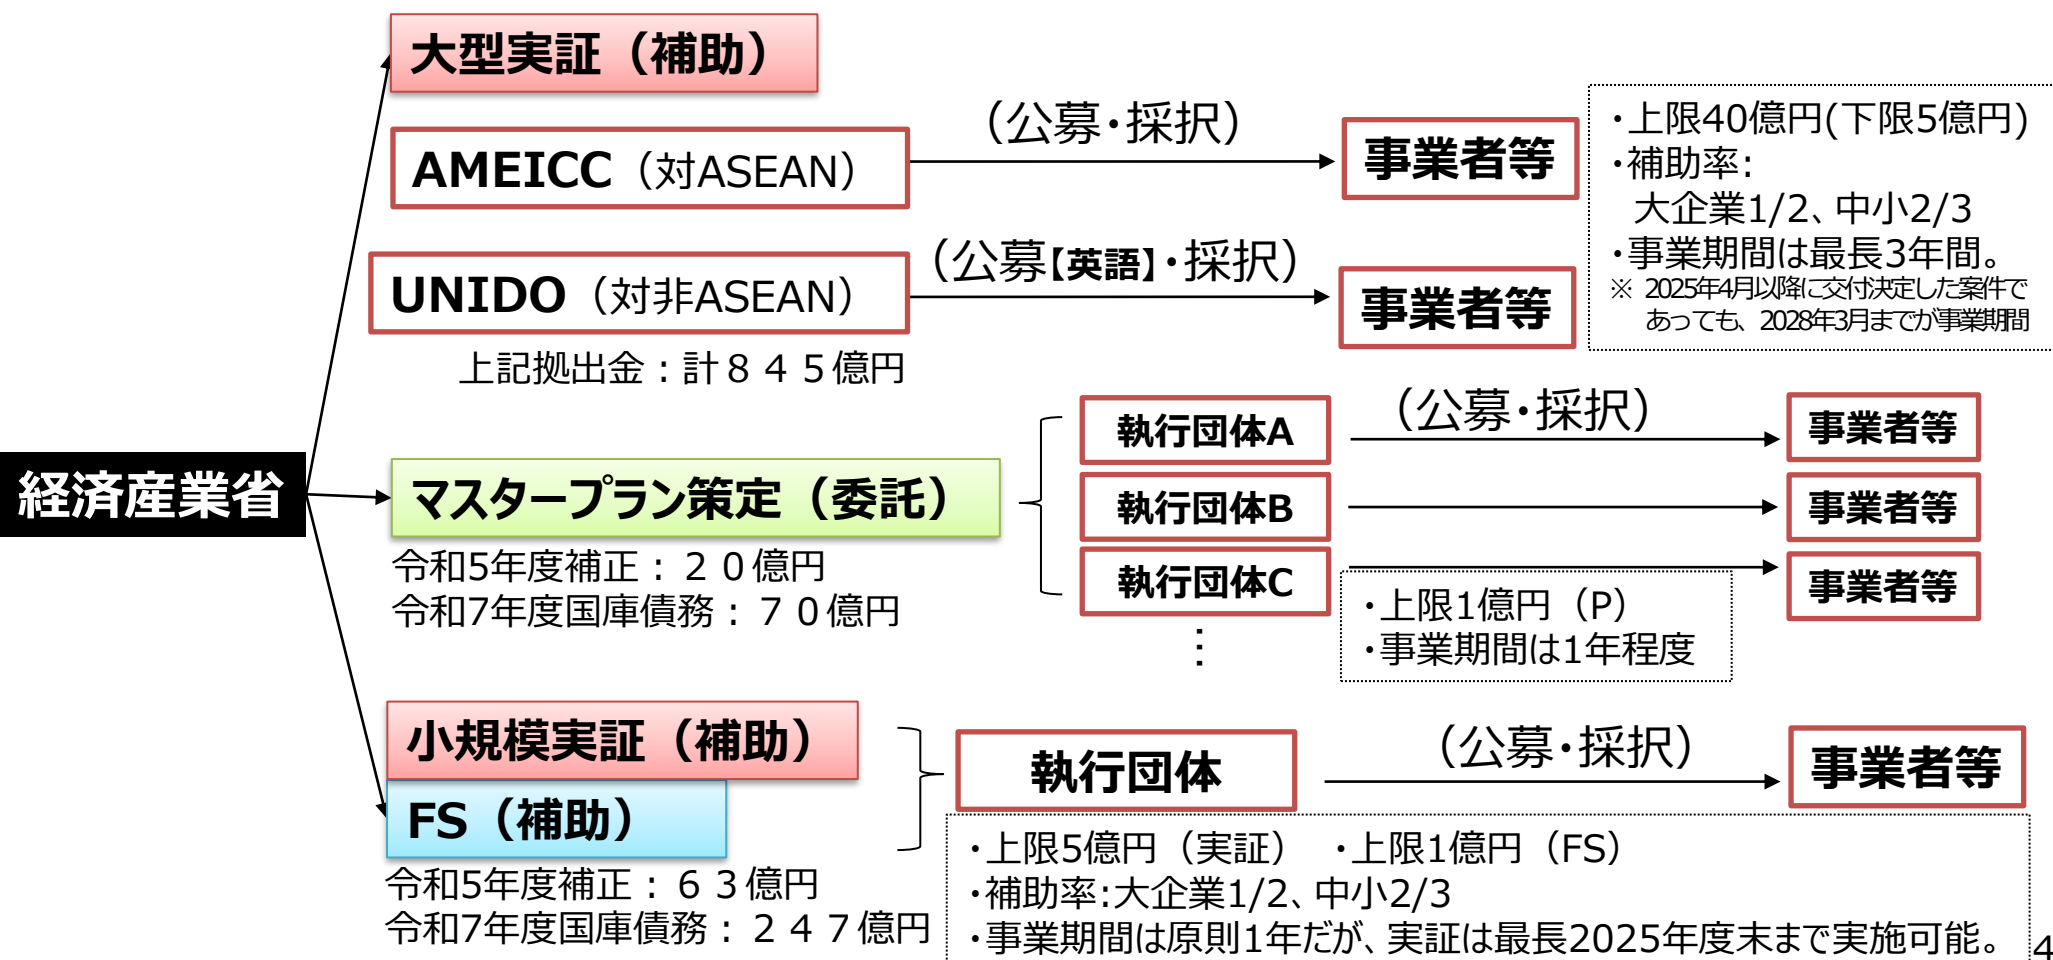 大型実証（補助）
AMEICC（対ASEAN）
（公募・採択）
事業者等
・上限40億円(下限5億円)
・補助率:
大企業1/2、中小2/3
・事業期間は最長3年間。
※ 2025年4月以降に交付決定した案件で
あっても、2028年3月までが事業期間
UNIDO（対非ASEAN）
（公募【英語】・採択）
事業者等
上記拠出金：計８４５億円
経済産業省
マスタープラン策定（委託）
令和5年度補正：２０億円
令和7年度国庫債務：７０億円
執行団体A
（公募・採択）
事業者等
執行団体B
事業者等
執行団体C
事業者等
⋮
・上限1億円（P）
・事業期間は1年程度
小規模実証（補助）
FS（補助）
令和5年度補正：６３億円
令和7年度国庫債務：２４７億円
執行団体
（公募・採択）
事業者等
・上限5億円（実証） ・上限1億円（FS）
・補助率:大企業1/2、中小2/3
・事業期間は原則1年だが、実証は最長2025年度末まで実施可能。
4